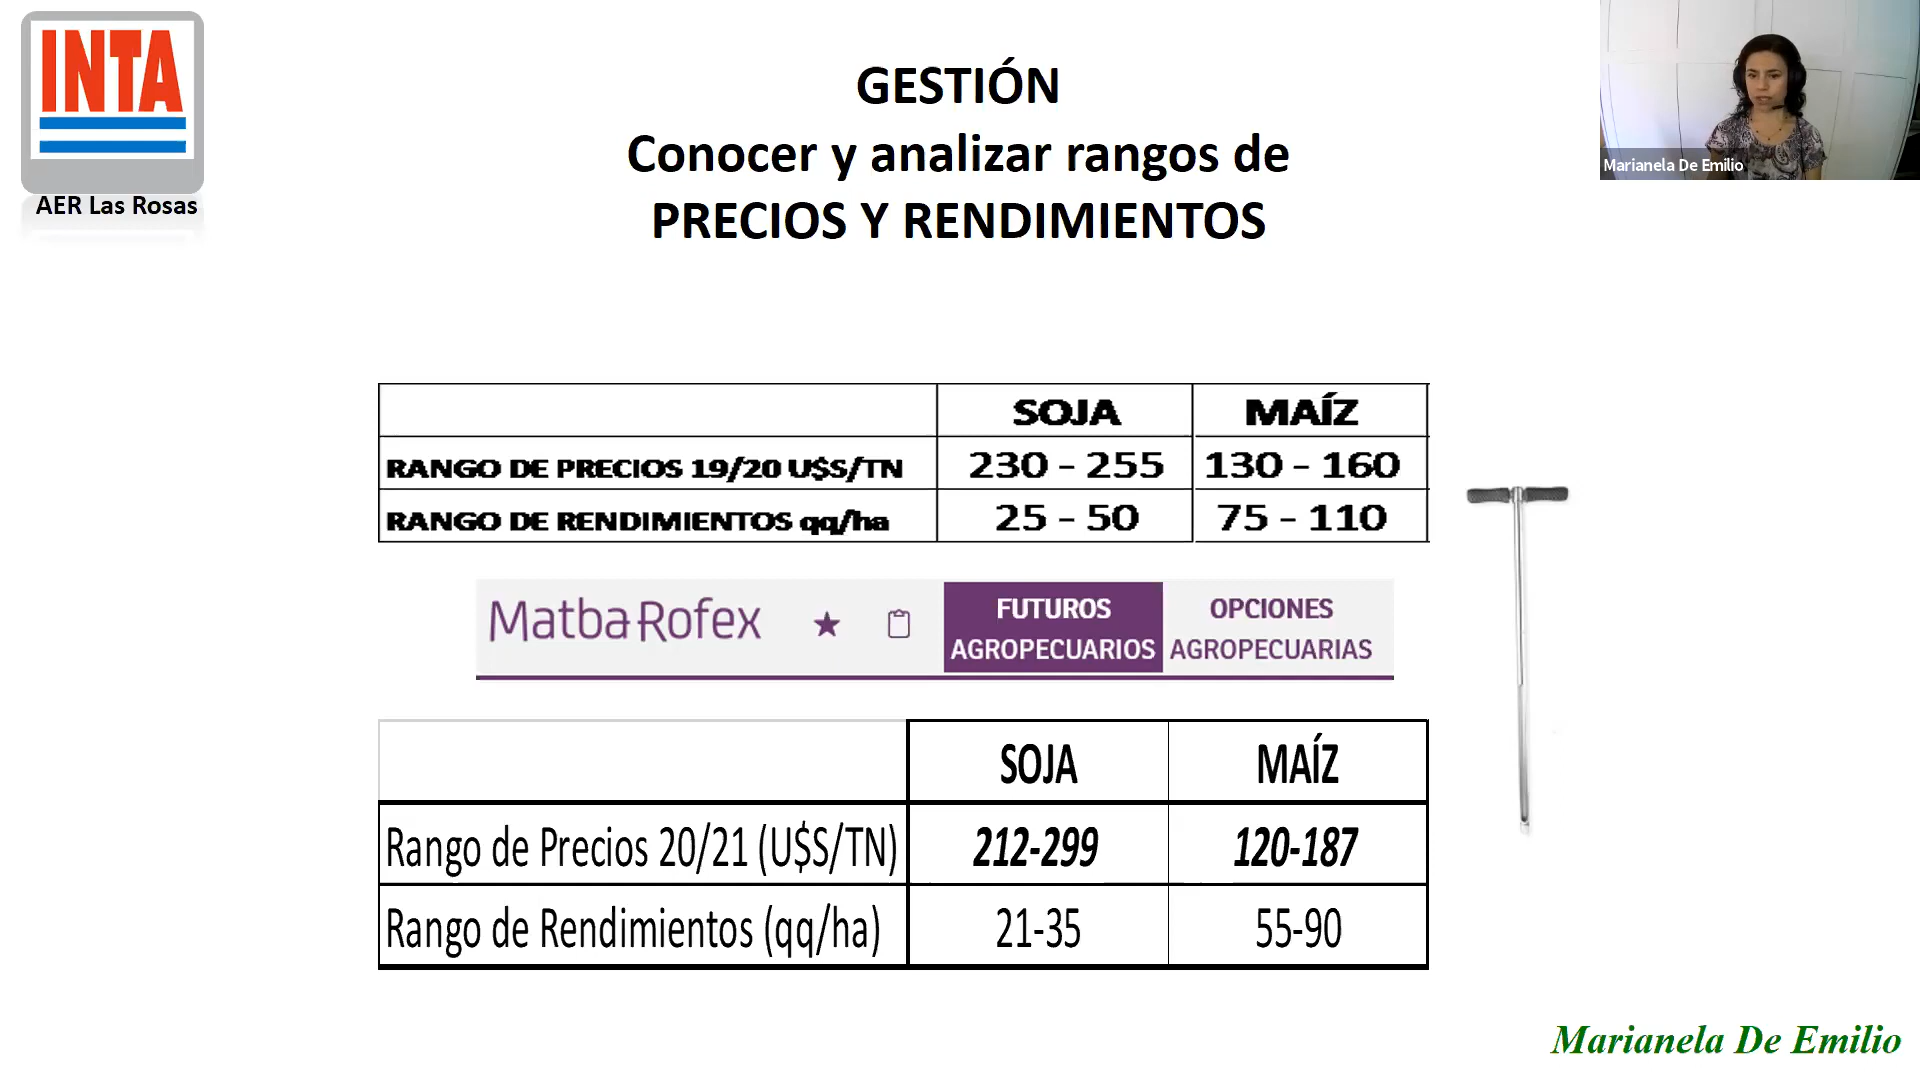 INTA
AER Las Rosas
GESTIÓN
Conocer y analizar rangos de
PRECIOS Y RENDIMIENTOS
Marianela De Emilio
SOJA MAÍZ
RANGO DE PRECIOS 19/20 U$S/TN 230 - 255 130 - 160
RANGO DE RENDIMIENTOS qq/ha 25 - 50 75 - 110
MatbaRofex FUTUROS AGROPECUARIOS OPCIONES AGROPECUARIAS
SOJA MAÍZ
Rango de Precios 20/21 (U$S/TN) 212-299 120-187
Rango de Rendimientos (qq/ha) 21-35 55-90
Marianela De Emilio